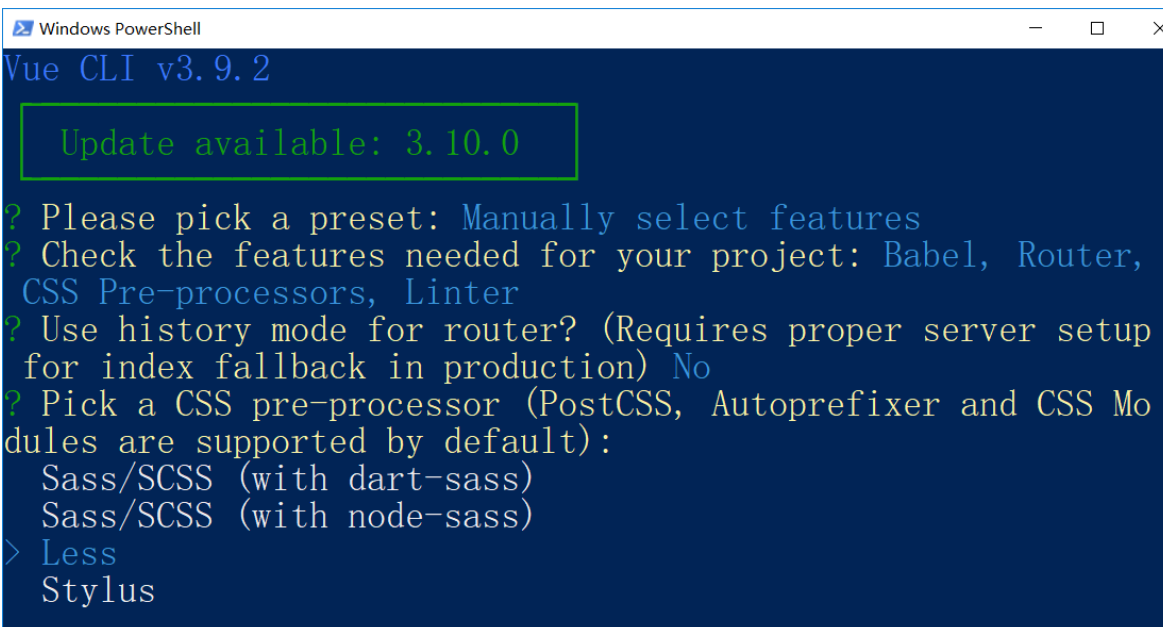 Windows PowerShell
Vue CLI v3.9.2
Update available: 3.10.0
? Please pick a preset: Manually select features
? Check the features needed for your project: Babel, Router,
CSS Pre-processors, Linter
? Use history mode for router? (Requires proper server setup
for index fallback in production) No
? Pick a CSS pre-processor (PostCSS, Autoprefixer and CSS Mo
dules are supported by default):
Sass/SCSS (with dart-sass)
Sass/SCSS (with node-sass)
> Less
Stylus